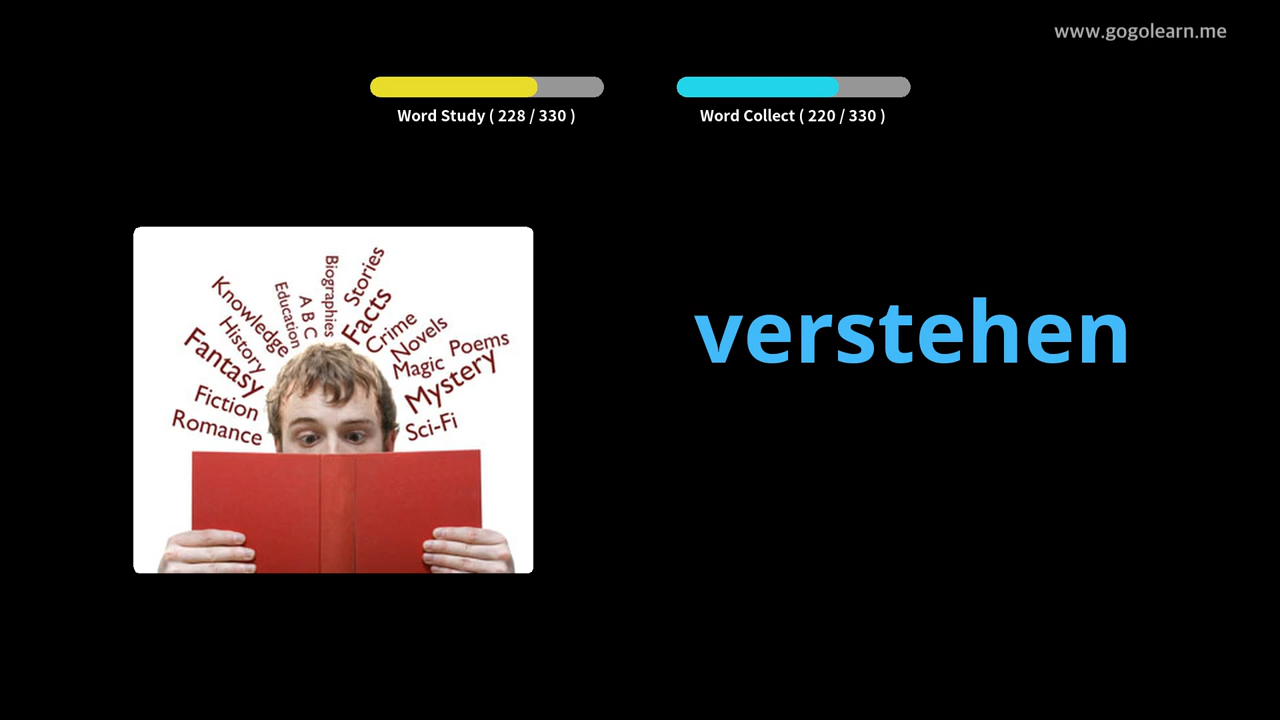 www.gogolearn.me
Word Study ( 228 / 330 )
Word Collect ( 220 / 330 )
verstehen
Romance
Fiction
Fantasy
History
Knowledge
Education
A B C
Biographies
Stories
Facts
Crime
Novels
Magic
Poems
Mystery
Sci-Fi